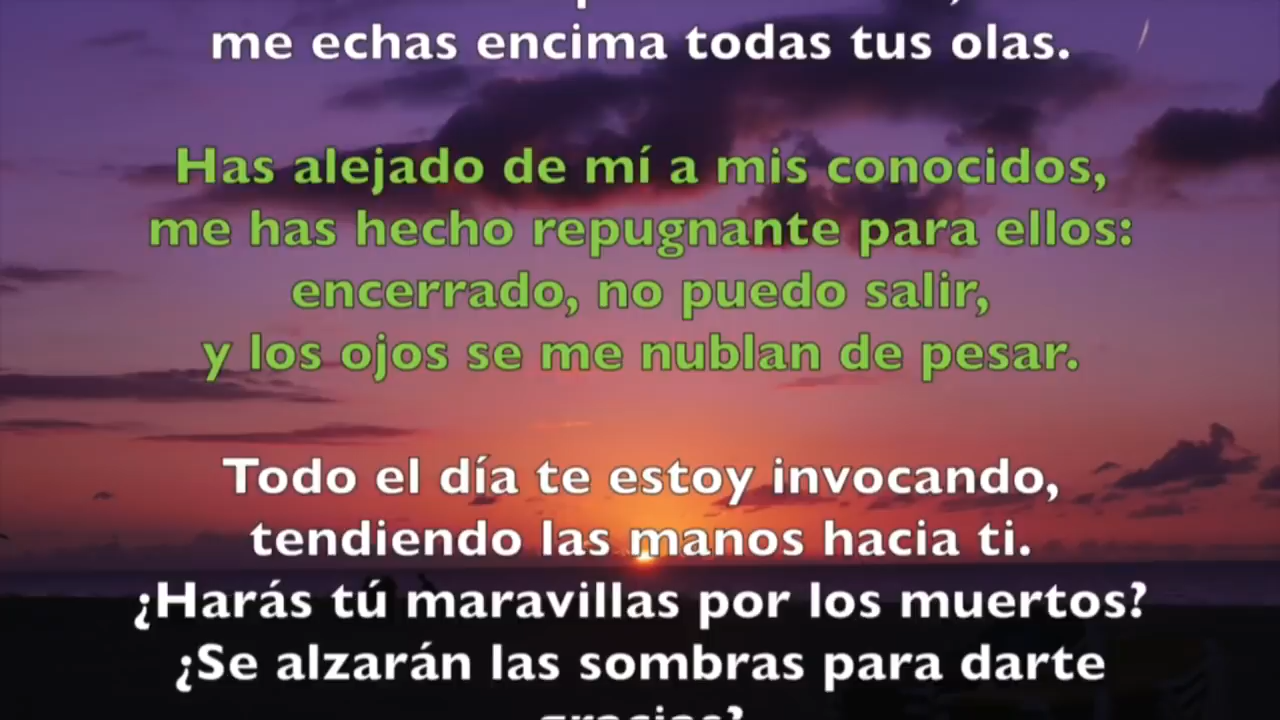 me echas encima todas tus olas.
Has alejado de mí a mis conocidos,
me has hecho repugnante para ellos:
encerrado, no puedo salir,
y los ojos se me nublan de pesar.
Todo el día te estoy invocando,
tendiendo las manos hacia ti.
¿Harás tú maravillas por los muertos?
¿Se alzarán las sombras para darte
gracias?